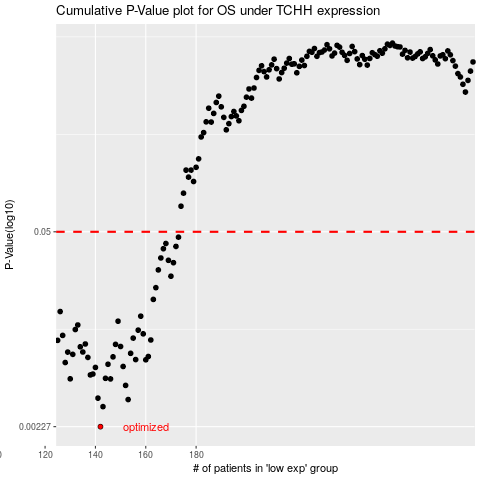 Cumulative P-Value plot for OS under TCHH expression
P-Value(log10)
0.05
0.00227
optimized
0
120
140
160
180
# of patients in 'low exp' group